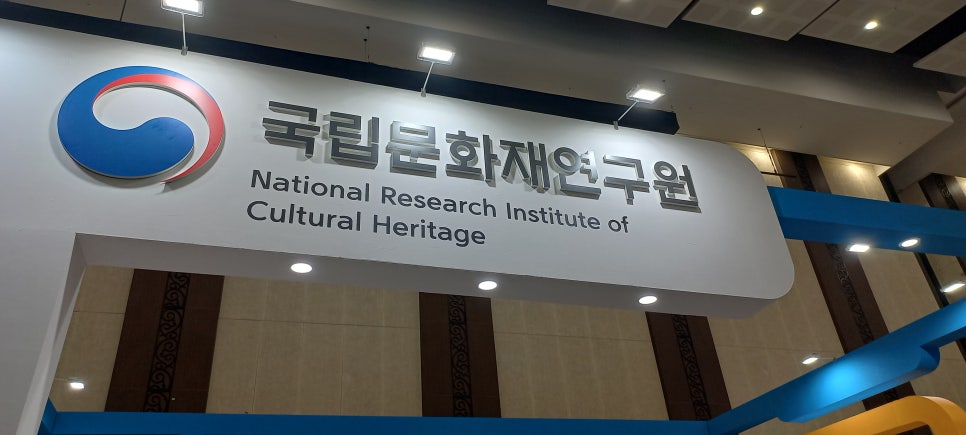 국립문화재연구원
National Research Institute of
Cultural Heritage